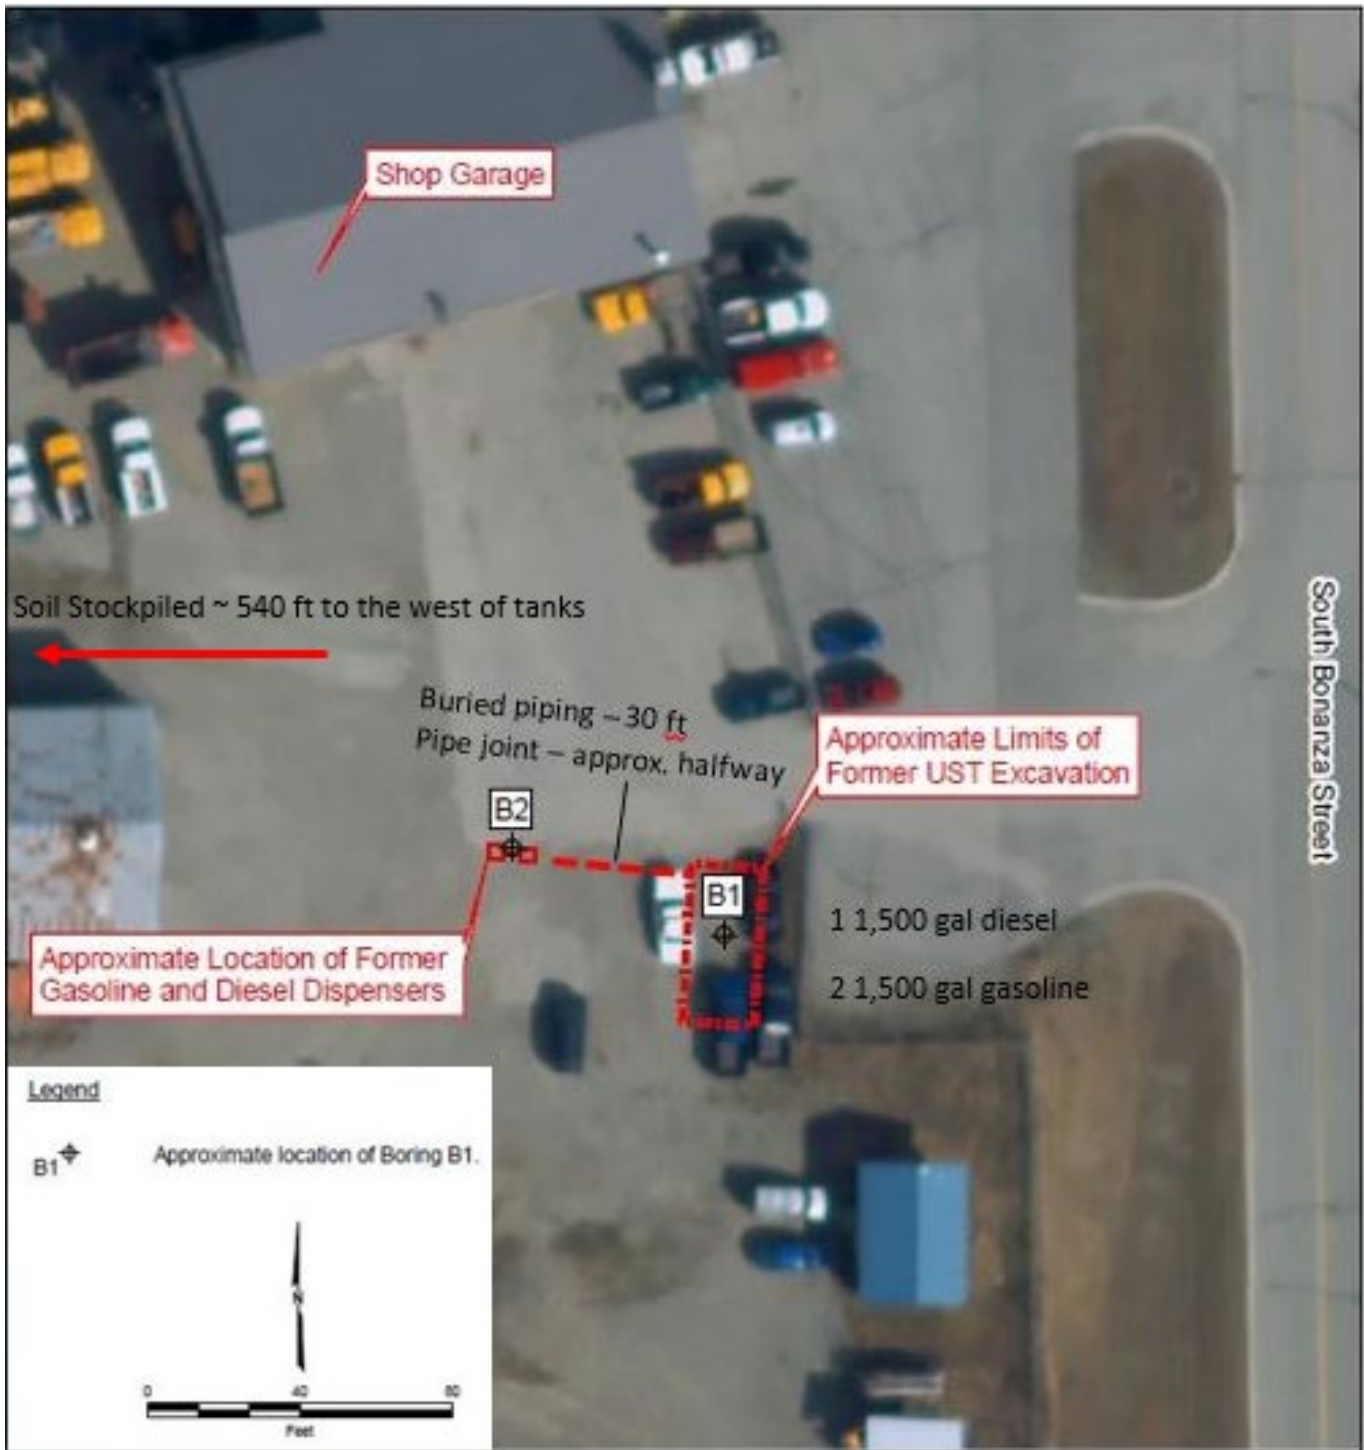 Shop Garage
Soil Stockpiled ~ 540 ft to the west of tanks
South Bonanza Street
Buried piping – 30 ft
Pipe joint – approx. halfway
Approximate Limits of
Former UST Excavation
B2
B1
1 1,500 gal diesel
2 1,500 gal gasoline
Approximate Location of Former
Gasoline and Diesel Dispensers
Legend
B1
Approximate location of Boring B1.
N
0 40 80
Feet